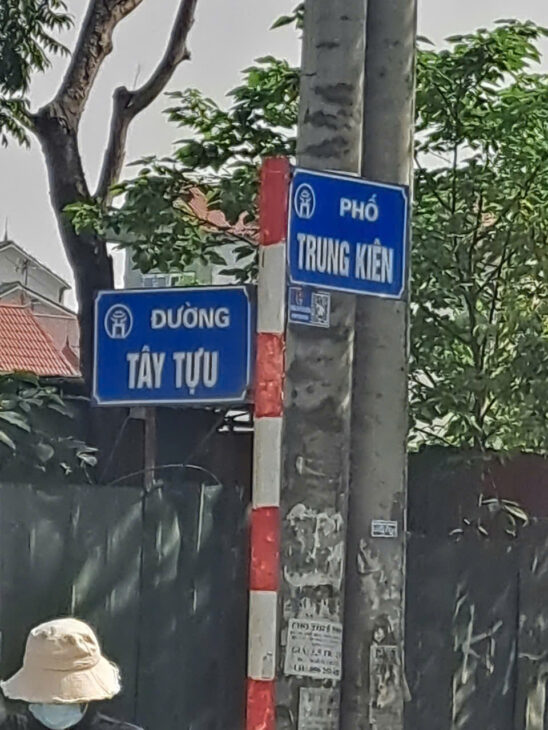 PHỐ
TRUNG KIÊN
ĐƯỜNG
TÂY TỰU